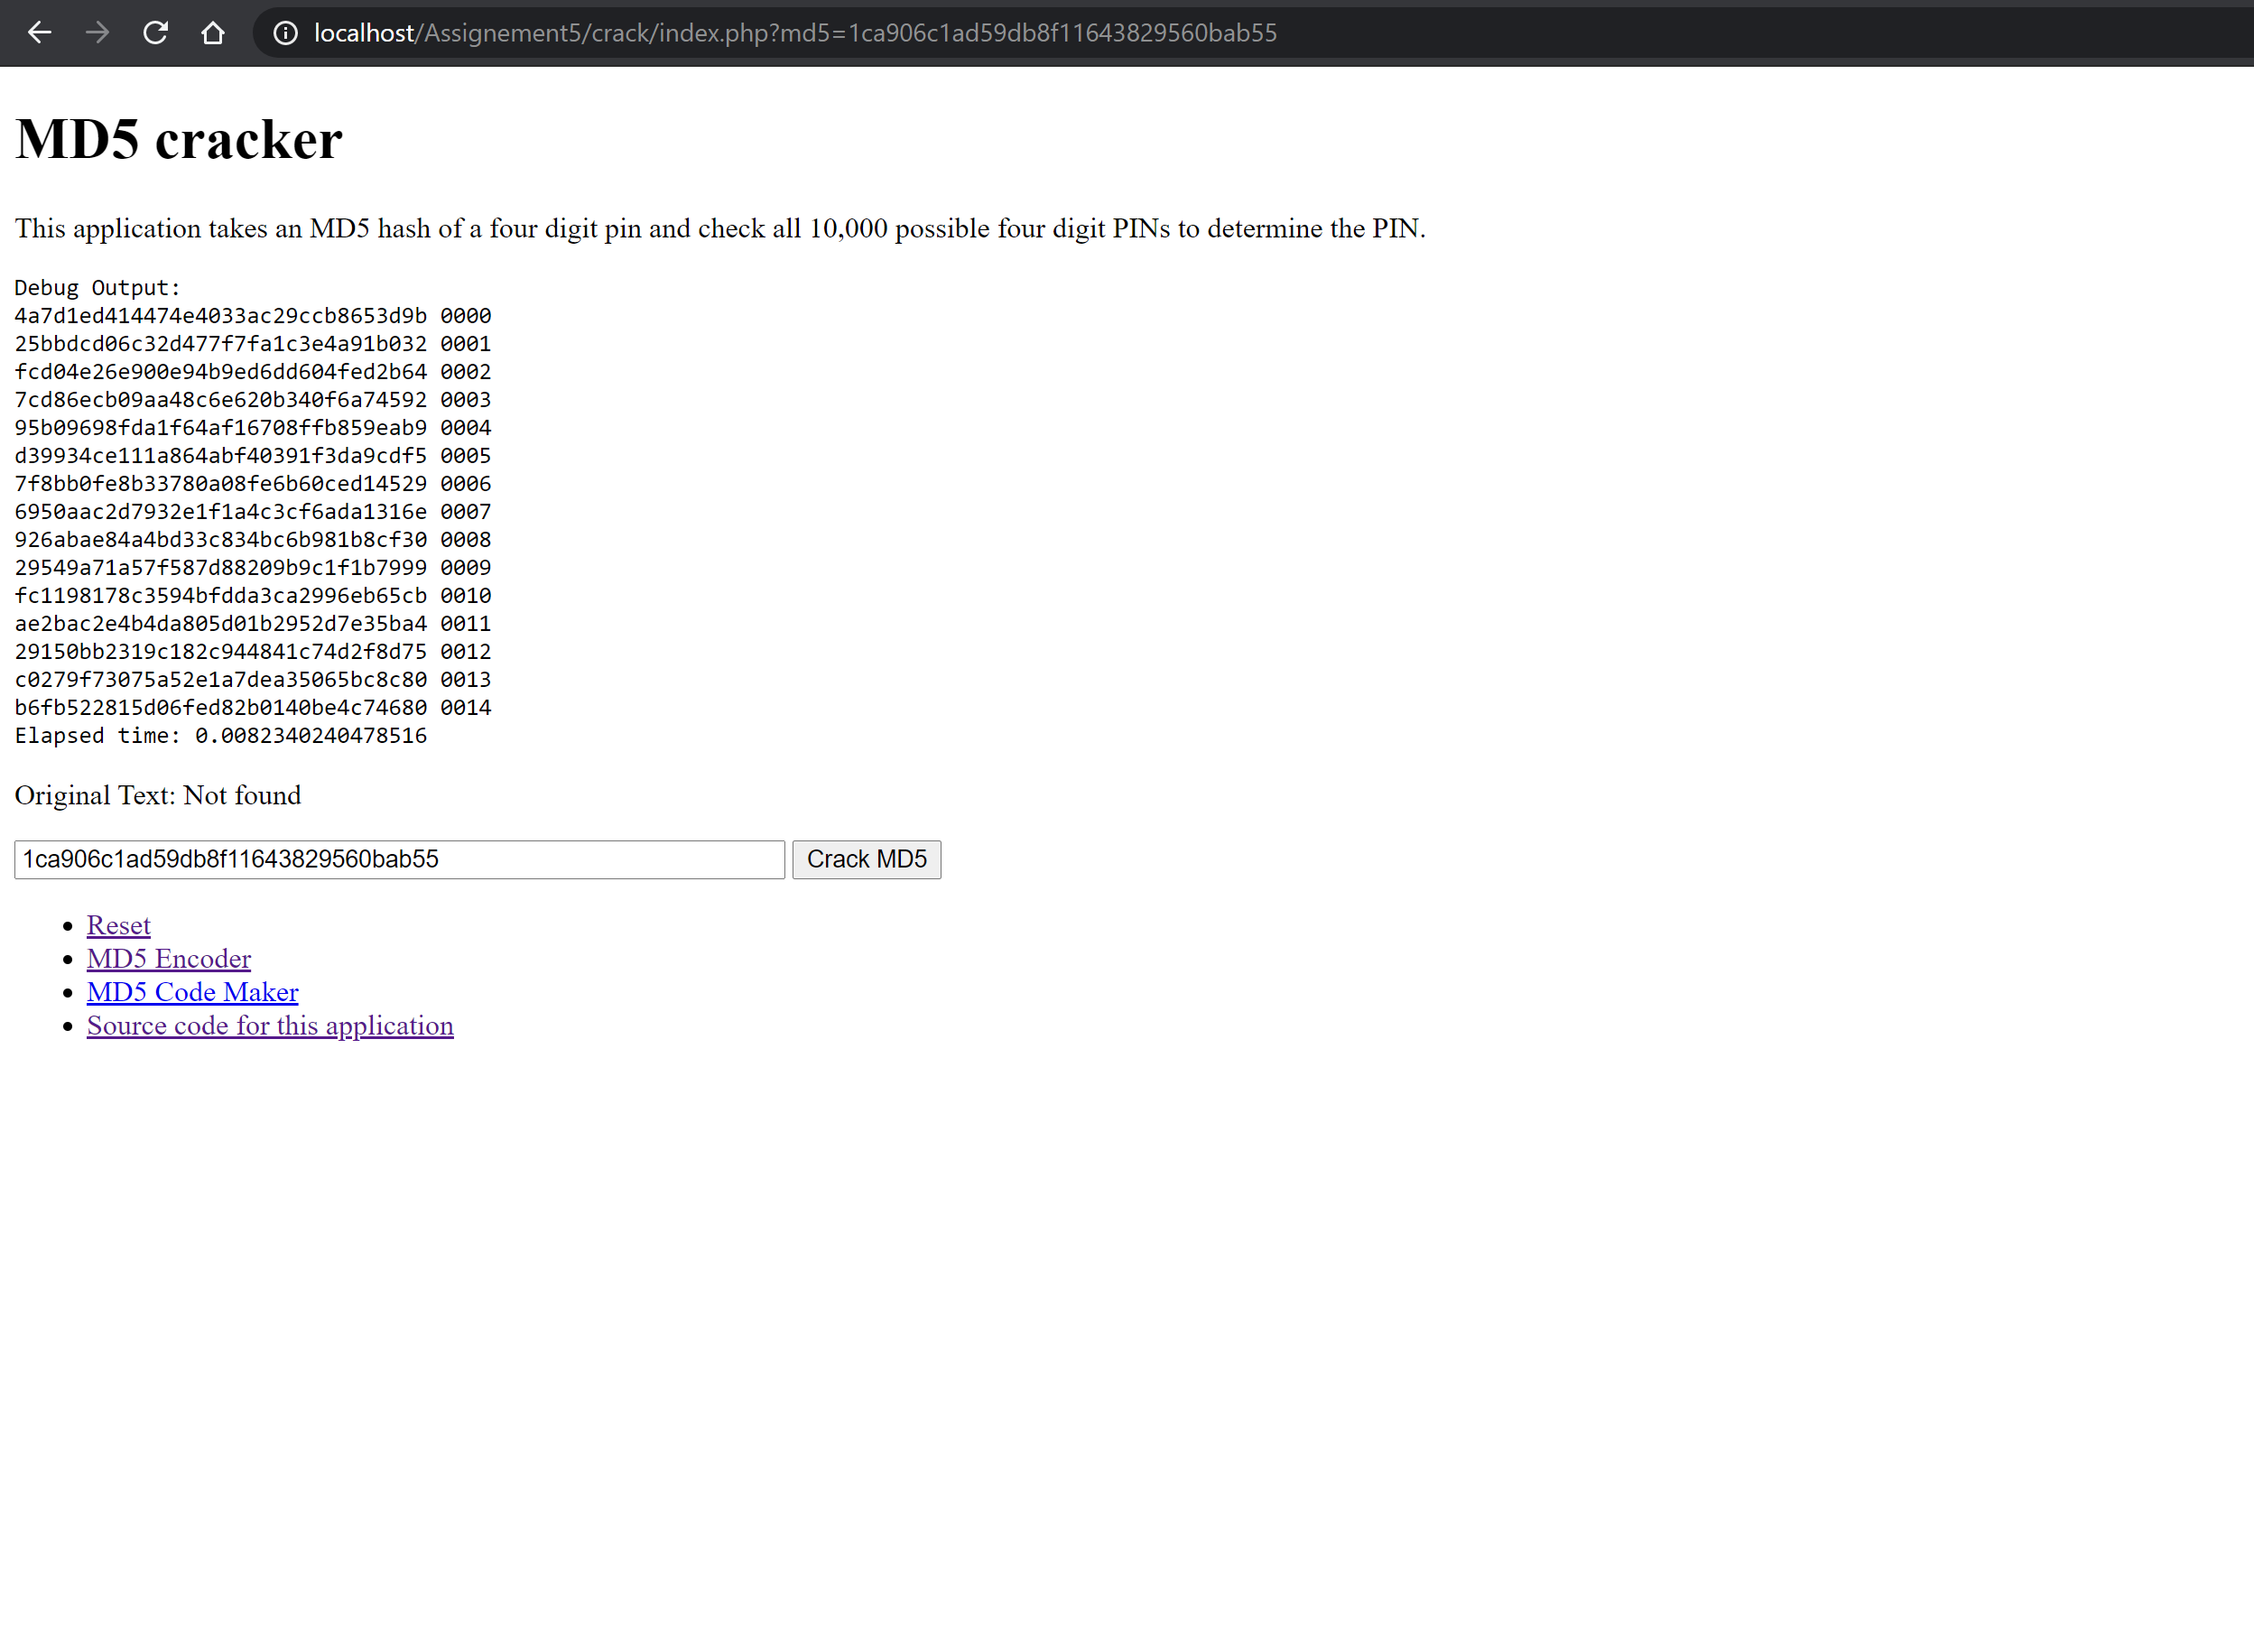 localhost/Assignement5/crack/index.php?md5=1ca906c1ad59db8f11643829560bab55
MD5 cracker
This application takes an MD5 hash of a four digit pin and check all 10,000 possible four digit PINs to determine the PIN.
Debug Output:
4a7d1ed414474e4033ac29ccb8653d9b 0000
25bbdcd06c32d477f7fa1c3e4a91b032 0001
fcd04e26e900e94b9ed6dd604fed2b64 0002
7cd86ecb09aa48c6e620b340f6a74592 0003
95b09698fda1f64af16708ffb859eab9 0004
d39934ce111a864abf40391f3da9cdf5 0005
7f8bb0fe8b33780a08fe6b60ced14529 0006
6950aac2d7932e1f1a4c3cf6ada1316e 0007
926abae84a4bd33c834bc6b981b8cf30 0008
29549a71a57f587d88209b9c1f1b7999 0009
fc1198178c3594bfdda3ca2996eb65cb 0010
ae2bac2e4b4da805d01b2952d7e35ba4 0011
29150bb2319c182c944841c74d2f8d75 0012
c0279f73075a52e1a7dea35065bc8c80 0013
b6fb522815d06fed82b0140be4c74680 0014
Elapsed time: 0.0082340240478516
Original Text: Not found
1ca906c1ad59db8f11643829560bab55 Crack MD5
• Reset
• MD5 Encoder
• MD5 Code Maker
• Source code for this application